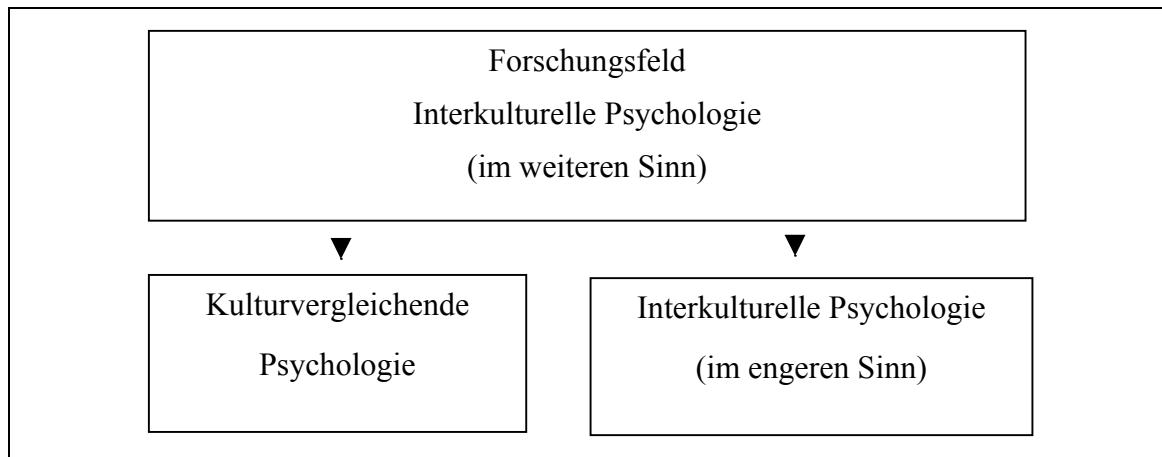 Forschungsfeld
Interkulturelle Psychologie
(im weiteren Sinn)
Kulturvergleichende
Psychologie
Interkulturelle Psychologie
(im engeren Sinn)